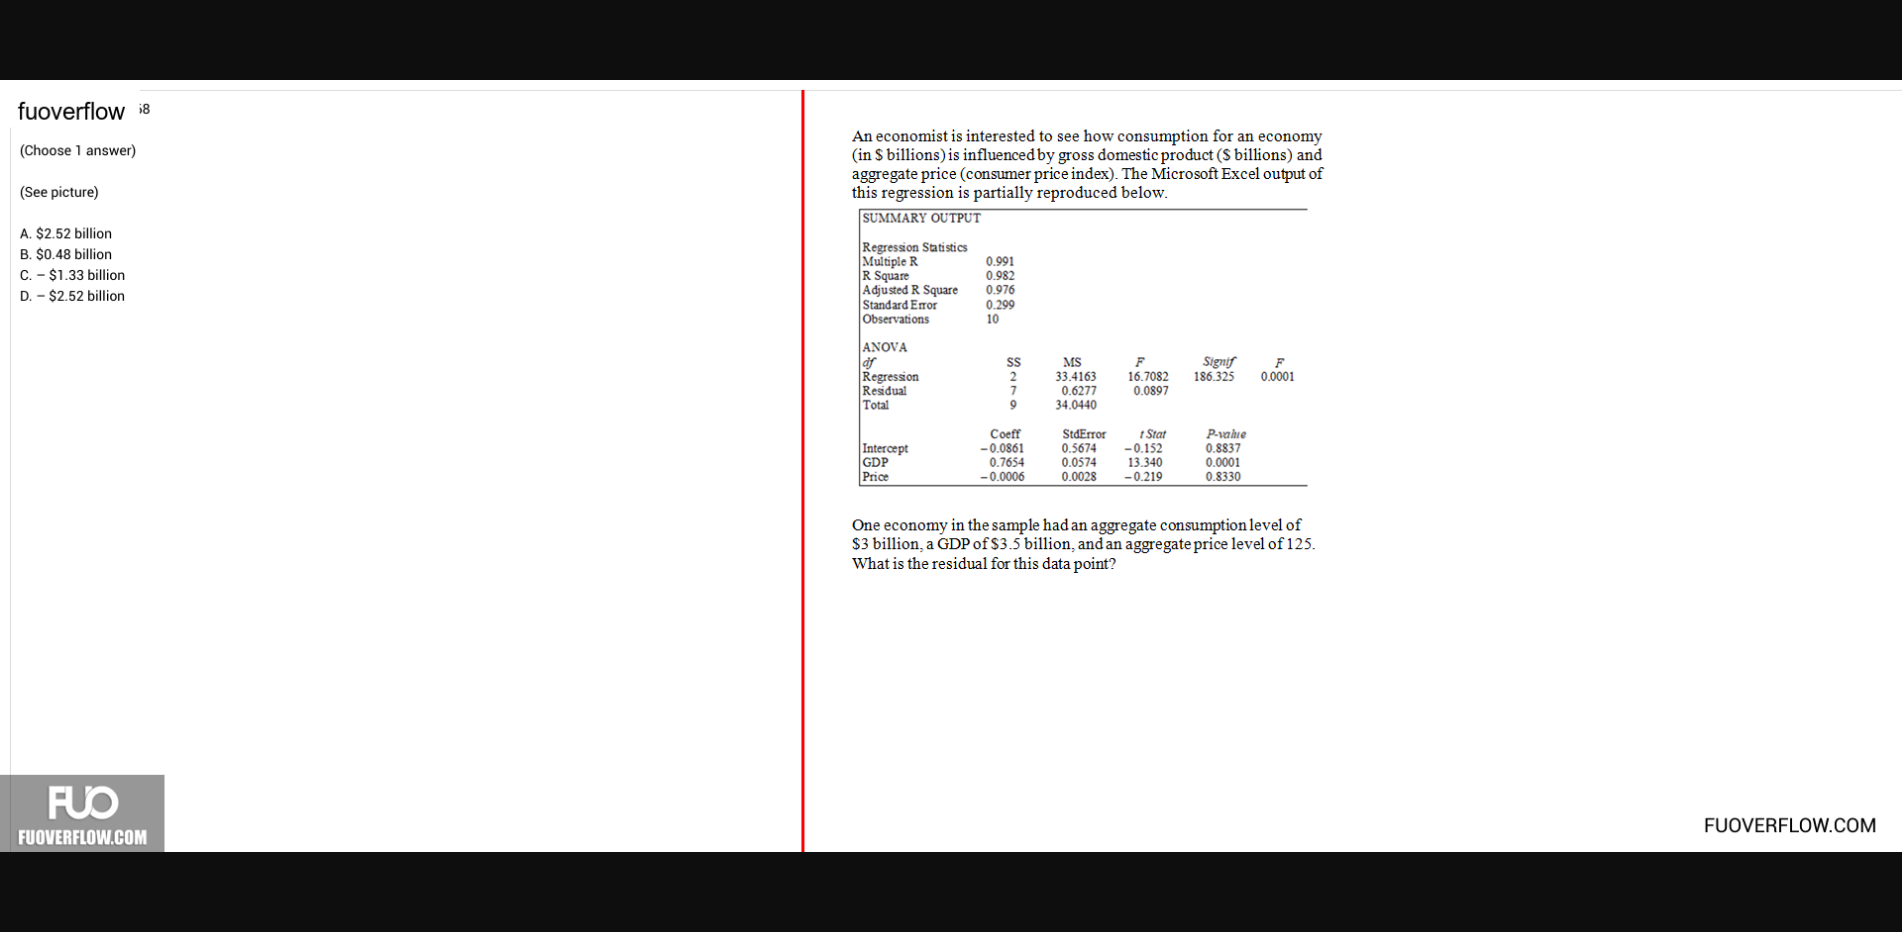 fuoverflow
(Choose 1 answer)
(See picture)
A. $2.52 billion
B. $0.48 billion
C. – $1.33 billion
D. – $2.52 billion
FUO
FUOVERFLOW.COM
An economist is interested to see how consumption for an economy
(in $ billions) is influenced by gross domestic product ($ billions) and
aggregate price (consumer price index). The Microsoft Excel output of
this regression is partially reproduced below.
SUMMARY OUTPUT
Regression Statistics
Multiple R 0.991
R Square 0.982
Adjusted R Square 0.976
Standard Error 0.299
Observations 10
ANOVA
df SS MS F Signif F
Regression 2 33.4163 16.7082 186.325 0.0001
Residual 7 0.6277 0.0897
Total 9 34.0440
Coeff StdError t Stat P-value
Intercept –0.0861 0.5674 –0.152 0.8837
GDP 0.7654 0.0574 13.340 0.0001
Price –0.0006 0.0028 –0.219 0.8330
One economy in the sample had an aggregate consumption level of
$3 billion, a GDP of $3.5 billion, and an aggregate price level of 125.
What is the residual for this data point?
FUOVERFLOW.COM